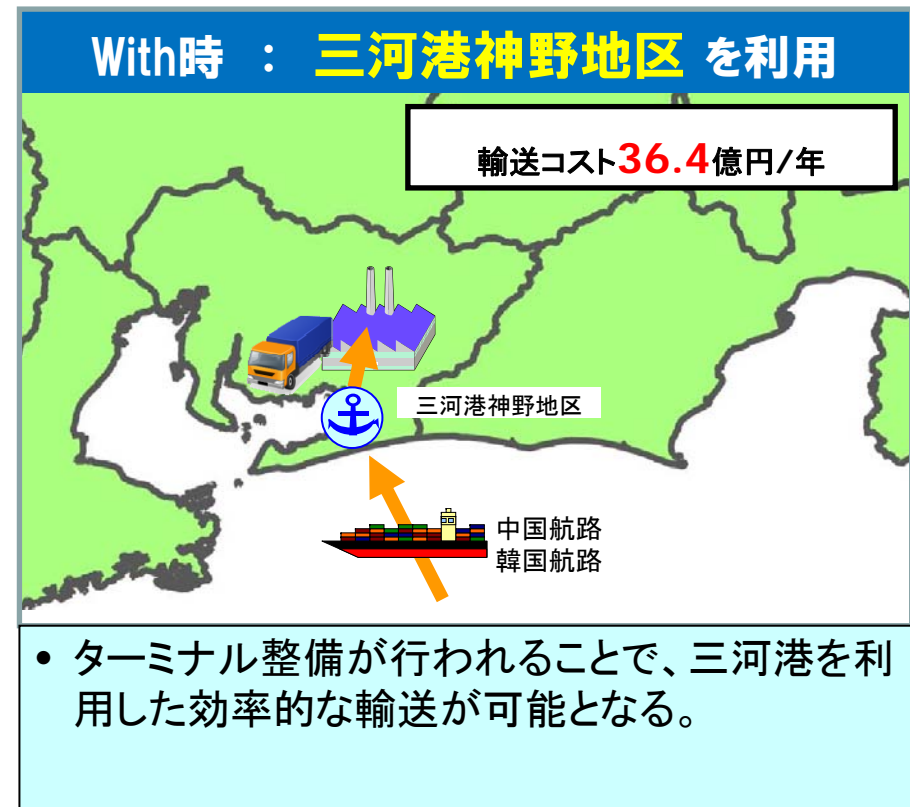 With時 : 三河港神野地区 を利用
輸送コスト36.4億円/年
三河港神野地区
中国航路
韓国航路
• ターミナル整備が行われることで、三河港を利
用した効率的な輸送が可能となる。